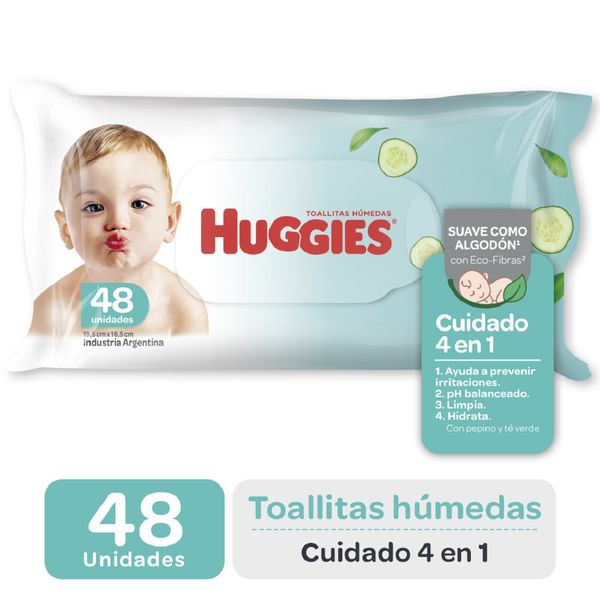 TOALLITAS HÚMEDAS
HUGGIES®
48
unidades
19,5cm x 16,5cm
Industria Argentina
SUAVE COMO
ALGODÓN¹
con Eco-Fibras²
Cuidado
4 en 1
1. Ayuda a prevenir
irritaciones.
2. pH balanceado.
3. Limpia.
4. Hidrata.
Con pepino y té verde
48
Unidades
Toallitas húmedas
Cuidado 4 en 1